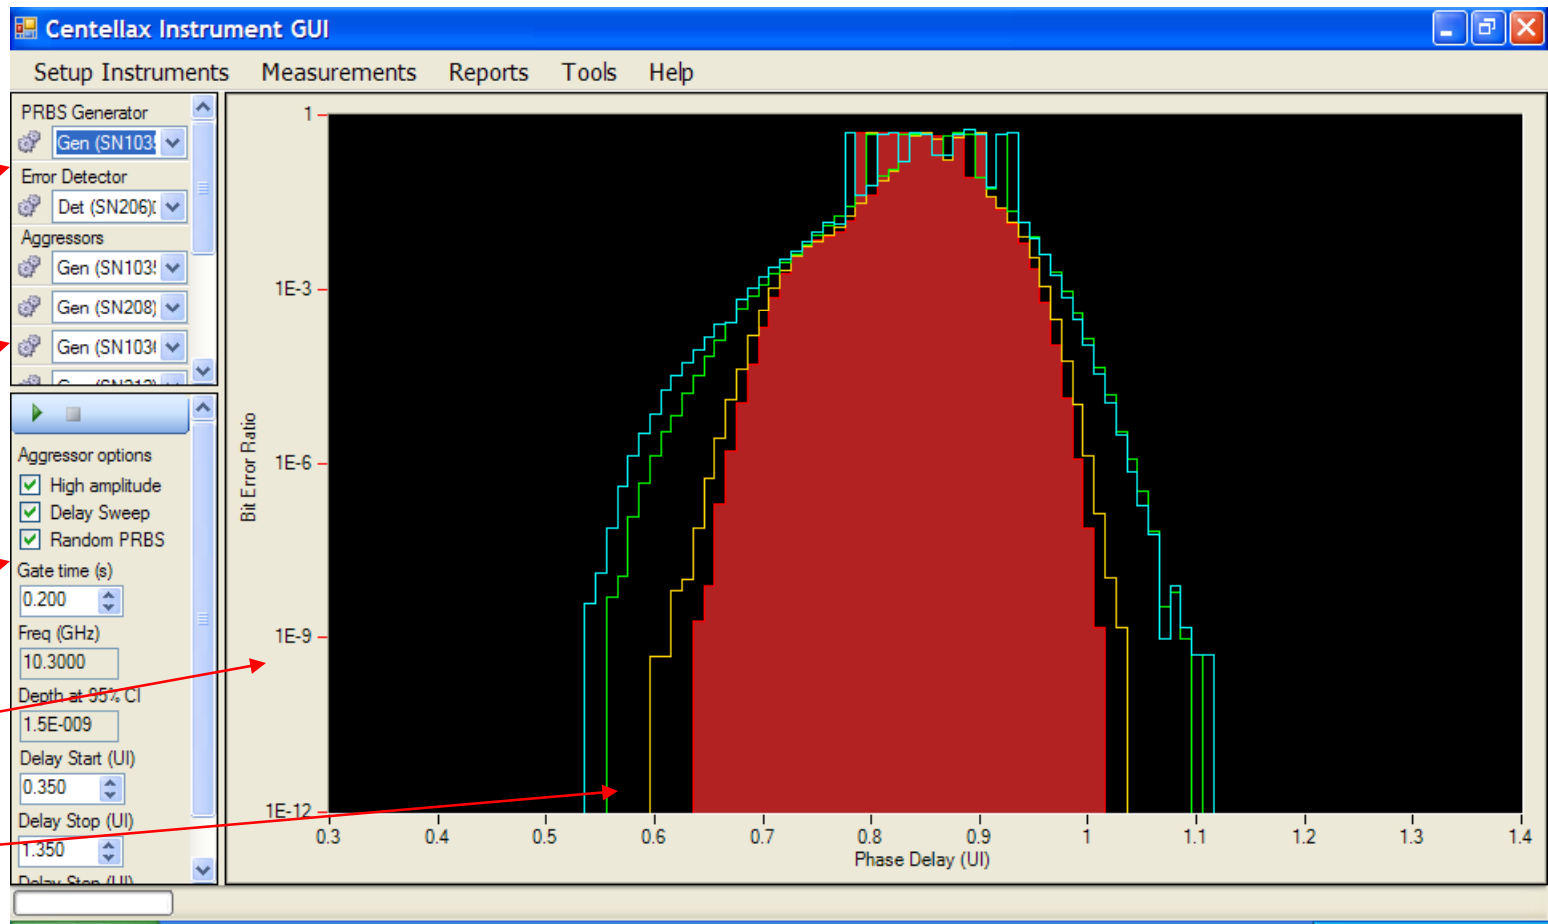 Centellax Instrument GUI
Setup Instruments Measurements Reports Tools Help
PRBS Generator
Gen (SN103
Error Detector
Det (SN206)
Aggressors
Gen (SN103
Gen (SN208)
Gen (SN103
Aggressor options
High amplitude
Delay Sweep
Random PRBS
Gate time (s)
0.200
Freq (GHz)
10.3000
Depth at 95% CI
1.5E-009
Delay Start (UI)
0.350
Delay Stop (UI)
1.350
Delay Step (UI)
Bit Error Ratio
1
1E-3
1E-6
1E-9
1E-12
0.3 0.4 0.5 0.6 0.7 0.8 0.9 1 1.1 1.2 1.3 1.4
Phase Delay (UI)